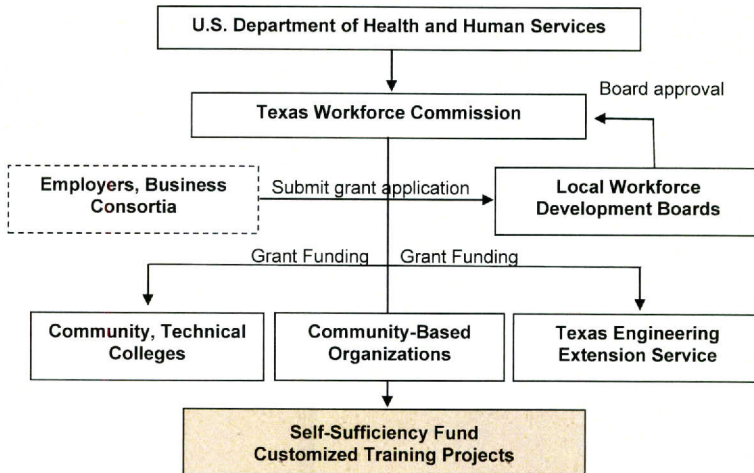 U.S. Department of Health and Human Services
Board approval
Texas Workforce Commission
Employers, Business
Consortia
Submit grant application
Local Workforce
Development Boards
Grant Funding
Grant Funding
Community, Technical
Colleges
Community-Based
Organizations
Texas Engineering
Extension Service
Self-Sufficiency Fund
Customized Training Projects